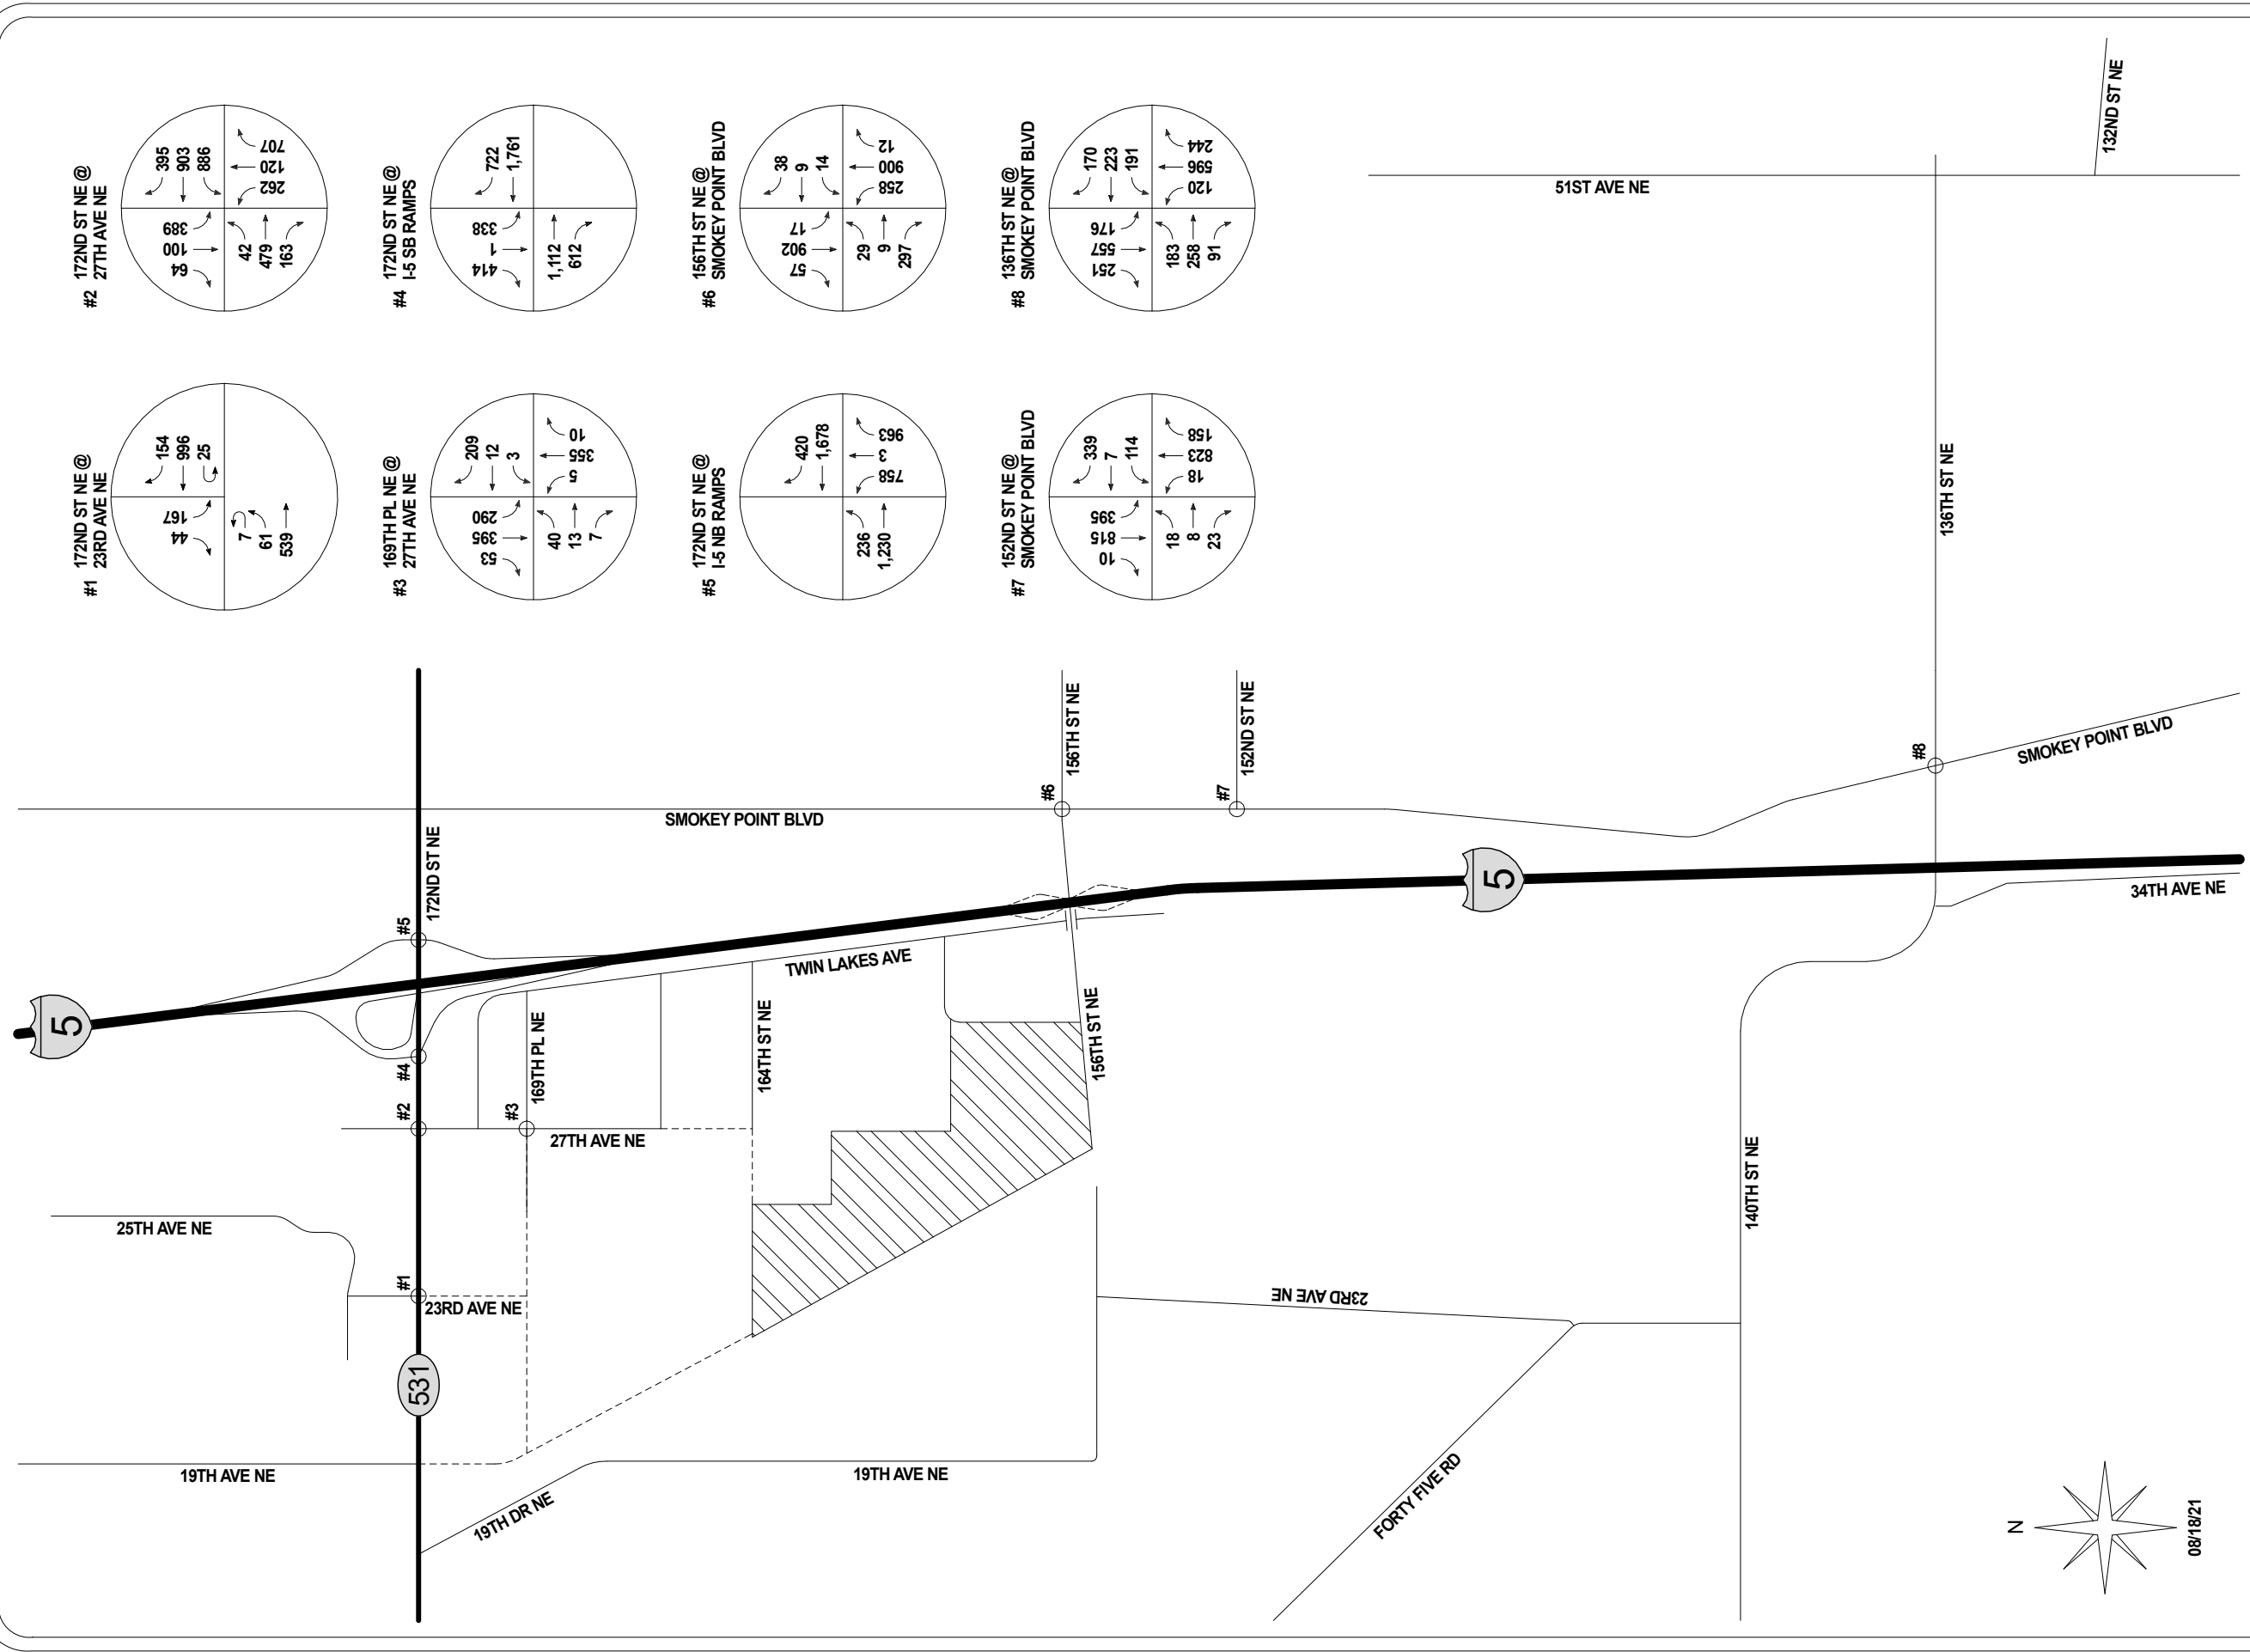 #1 172ND ST NE @
23RD AVE NE
154
996
25
167
44
7
61
539
#2 172ND ST NE @
27TH AVE NE
395
903
886
389
100
64
42
479
163
707
120
262
#3 169TH PL NE @
27TH AVE NE
209
12
3
290
395
53
40
13
7
10
355
5
#4 172ND ST NE @
I-5 SB RAMPS
722
1,761
338
1
414
1,112
612
#5 172ND ST NE @
I-5 NB RAMPS
420
1,678
236
1,230
963
3
758
#6 156TH ST NE @
SMOKEY POINT BLVD
38
9
14
17
902
57
29
9
297
12
900
258
#7 152ND ST NE @
SMOKEY POINT BLVD
339
7
114
395
815
10
18
8
23
158
823
18
#8 136TH ST NE @
SMOKEY POINT BLVD
170
223
191
176
557
251
183
258
91
244
596
120
19TH AVE NE
25TH AVE NE
531
#1
23RD AVE NE
#2
#4
#5
172ND ST NE
5
19TH DR NE
#3
169TH PL NE
27TH AVE NE
SMOKEY POINT BLVD
164TH ST NE
TWIN LAKES AVE
19TH AVE NE
156TH ST NE
#6
156TH ST NE
#7
152ND ST NE
23RD AVE NE
FORTY FIVE RD
5
51ST AVE NE
140TH ST NE
#8
136TH ST NE
SMOKEY POINT BLVD
34TH AVE NE
132ND ST NE
N
08/18/21